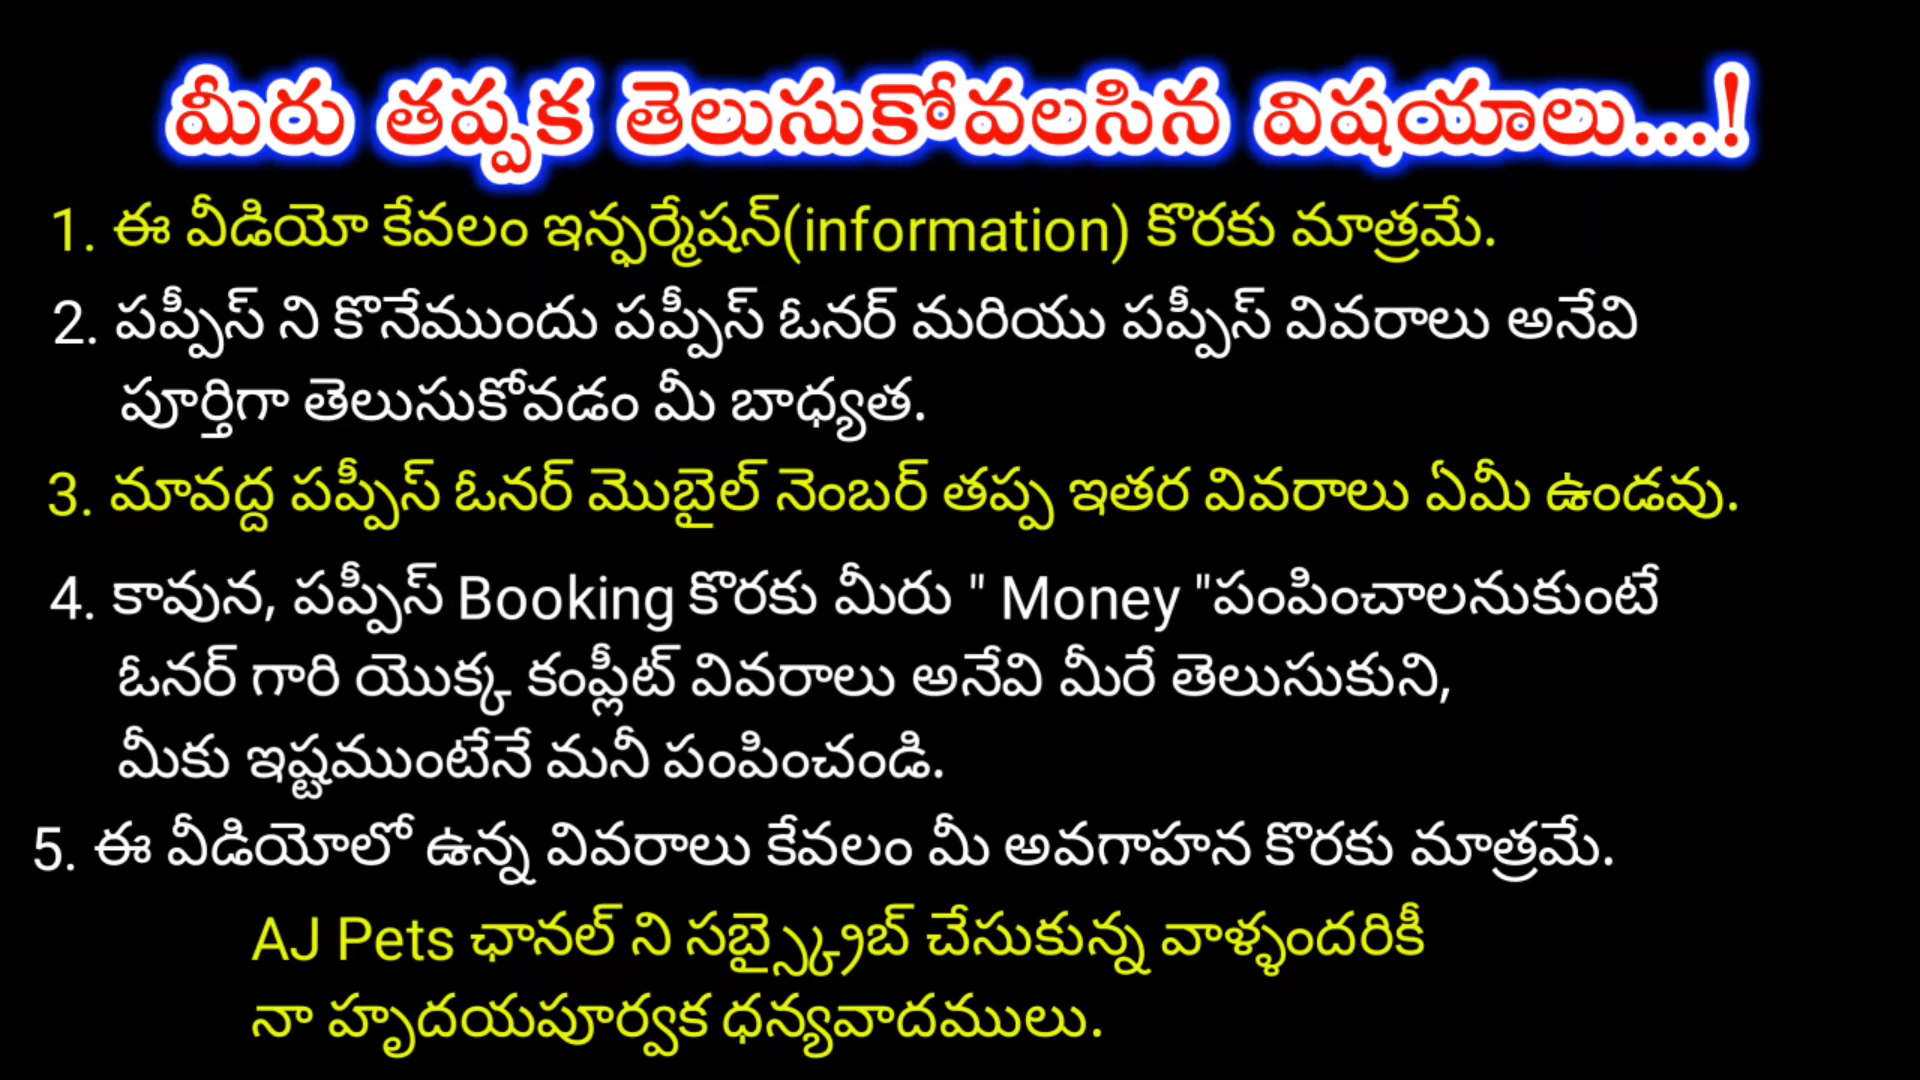 మీరు తప్పక తెలుసుకోవలసిన విషయాలు...!
1. ఈ వీడియో కేవలం ఇన్ఫర్మేషన్(information) కొరకు మాత్రమే.
2. పప్పీస్ ని కొనేముందు పప్పీస్ ఓనర్ మరియు పప్పీస్ వివరాలు అనేవి
పూర్తిగా తెలుసుకోవడం మీ బాధ్యత.
3. మావద్ద పప్పీస్ ఓనర్ మొబైల్ నెంబర్ తప్ప ఇతర వివరాలు ఏమీ ఉండవు.
4. కావున, పప్పీస్ Booking కొరకు మీరు " Money "పంపించాలనుకుంటే
ఓనర్ గారి యొక్క కంప్లీట్ వివరాలు అనేవి మీరే తెలుసుకుని,
మీకు ఇష్టముంటేనే మనీ పంపించండి.
5. ఈ వీడియోలో ఉన్న వివరాలు కేవలం మీ అవగాహన కొరకు మాత్రమే.
AJ Pets ఛానల్ ని సబ్స్క్రైబ్ చేసుకున్న వాళ్ళందరికీ
నా హృదయపూర్వక ధన్యవాదములు.